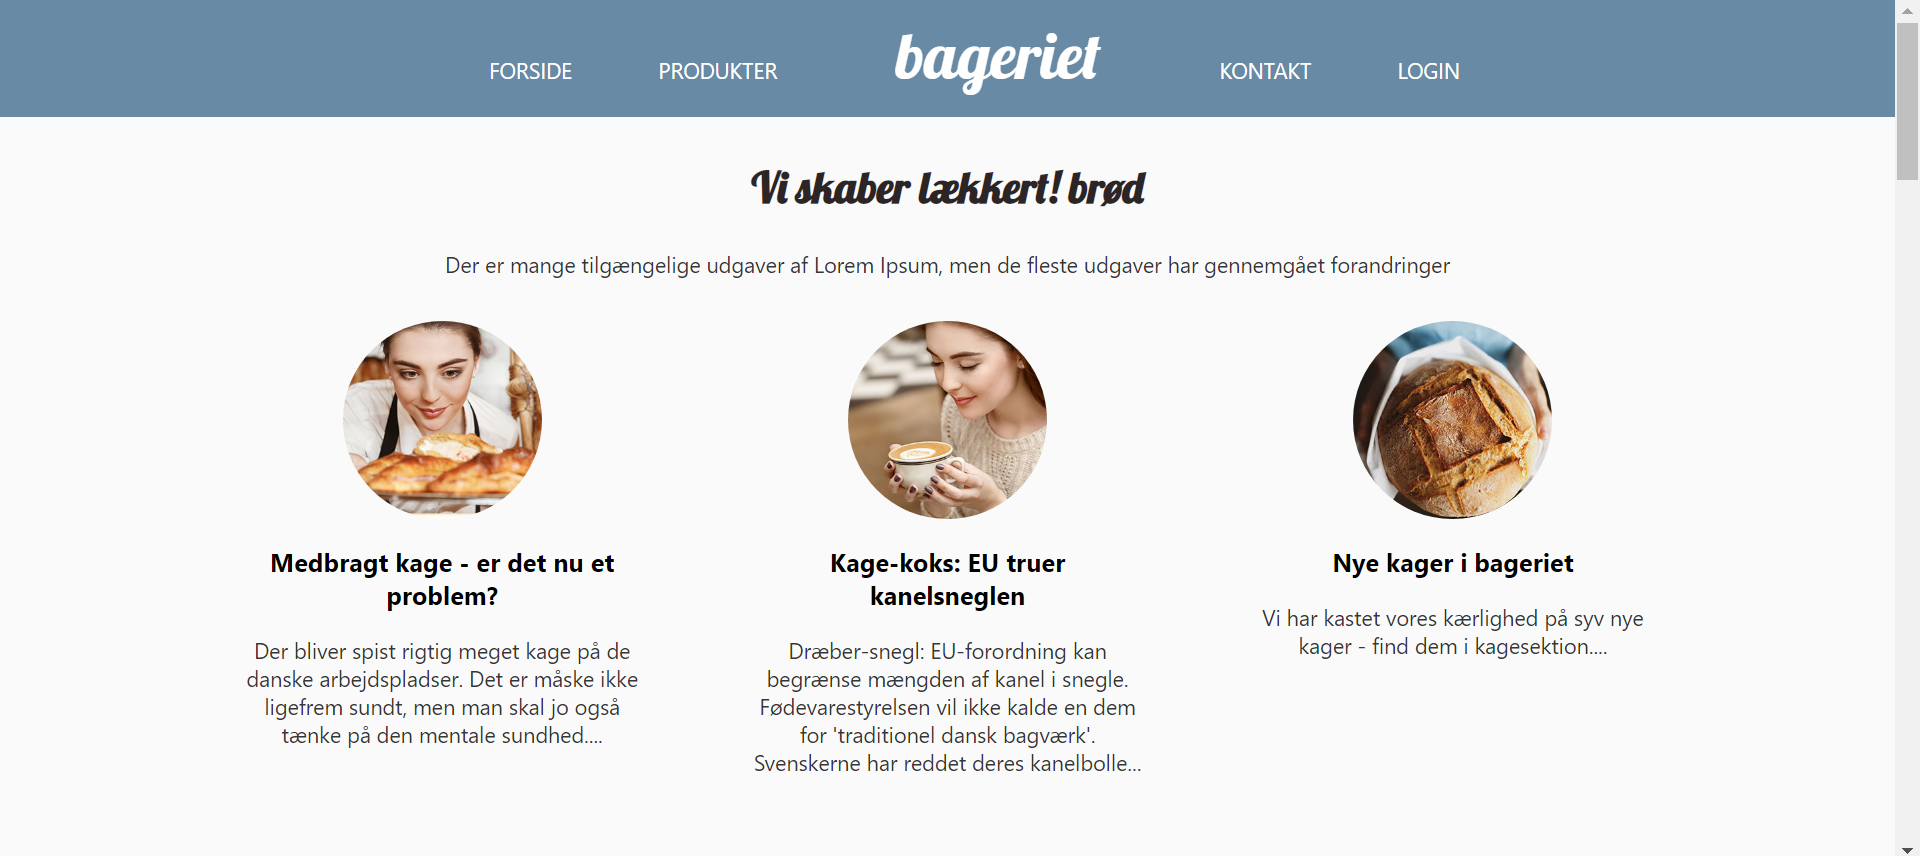 FORSIDE PRODUKTER bageriet KONTAKT LOGIN
Vi skaber lækkert! brød
Der er mange tilgængelige udgaver af Lorem Ipsum, men de fleste udgaver har gennemgået forandringer
Medbragt kage - er det nu et
problem?
Der bliver spist rigtig meget kage på de
danske arbejdspladser. Det er måske ikke
ligefrem sundt, men man skal jo også
tænke på den mentale sundhed....
Kage-koks: EU truer
kanelsneglen
Dræber-snegl: EU-forordning kan
begrænse mængden af kanel i snegle.
Fødevarestyrelsen vil ikke kalde en dem
for 'traditionel dansk bagværk'.
Svenskerne har reddet deres kanelbolle...
Nye kager i bageriet
Vi har kastet vores kærlighed på syv nye
kager - find dem i kagesektion....